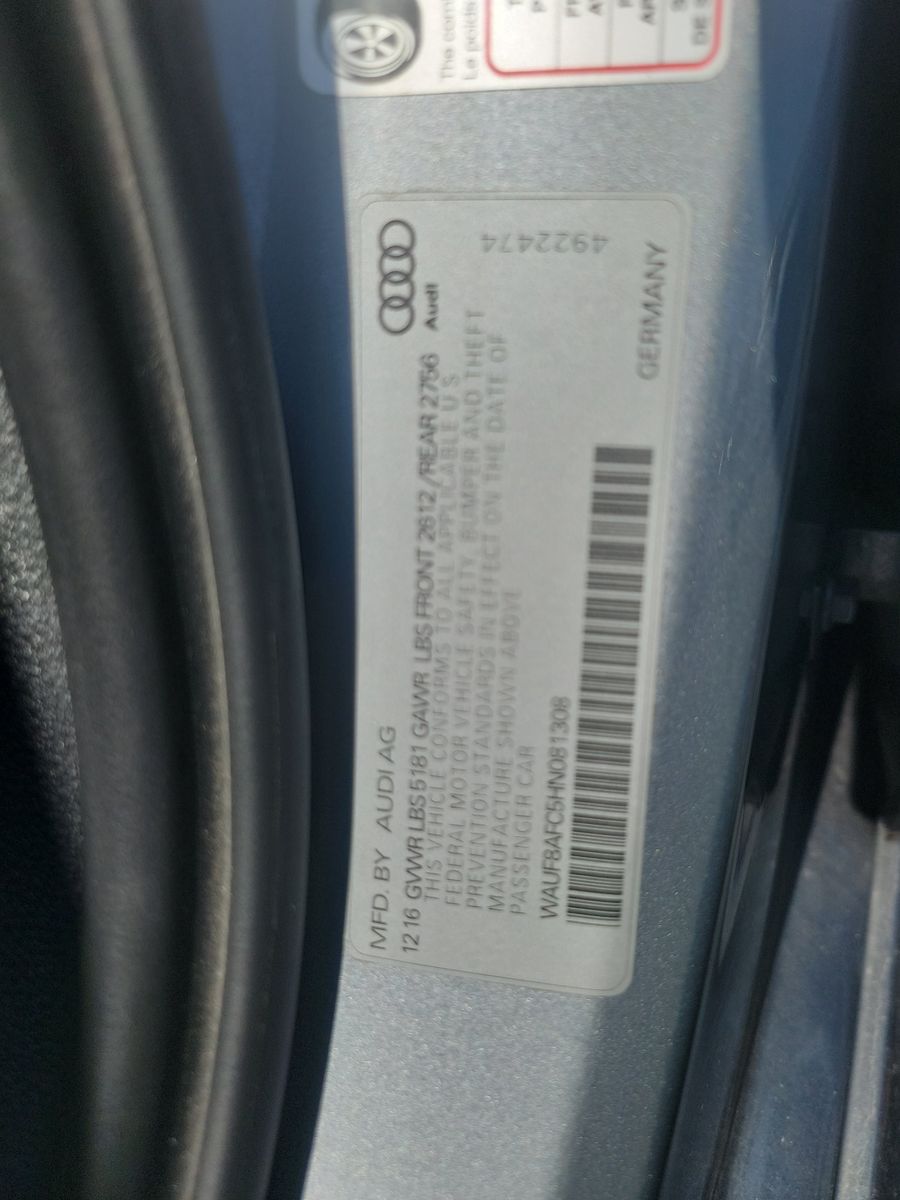 Audi
4922474
MFD. BY AUDI AG
12 16 GVWR LBS 5181 GAWR LBS FRONT 2612 / REAR 2756
THIS VEHICLE CONFORMS TO ALL APPLICABLE U S
FEDERAL MOTOR VEHICLE SAFETY, BUMPER AND THEFT
PREVENTION STANDARDS IN EFFECT ON THE DATE OF
MANUFACTURE SHOWN ABOVE
PASSENGER CAR
WAUF8AFC5HN081308
GERMANY